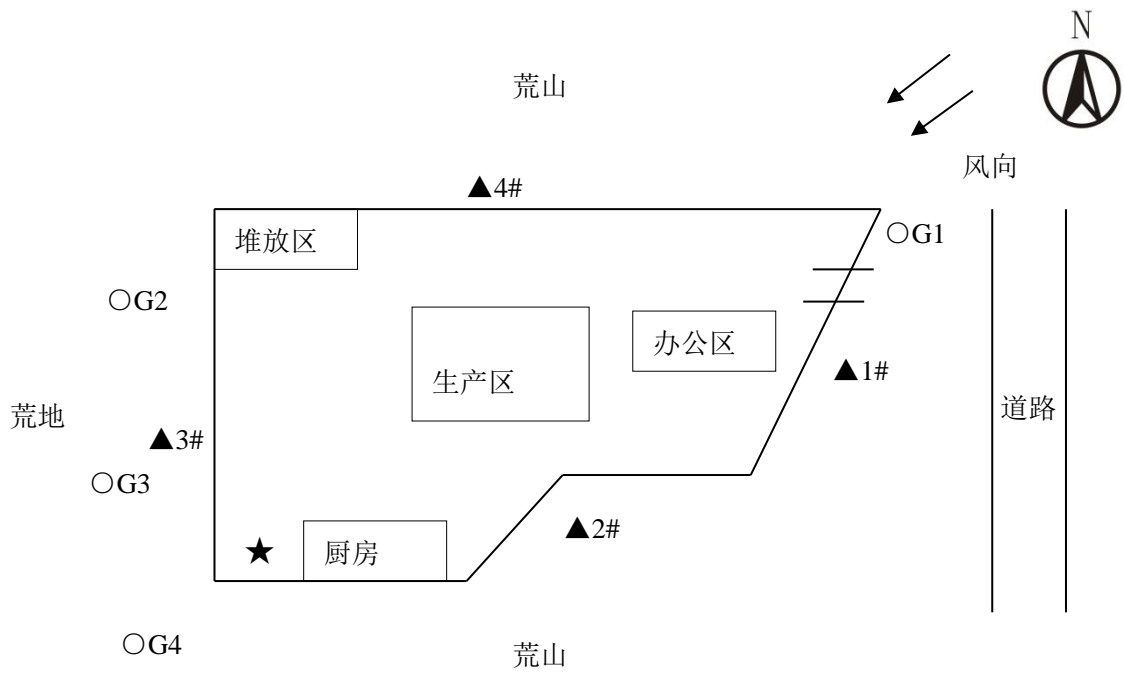 N
荒山
风向
▲4#
堆放区
○G1
○G2
办公区
生产区
▲1#
道路
荒地
▲3#
○G3
▲2#
★
厨房
○G4
荒山